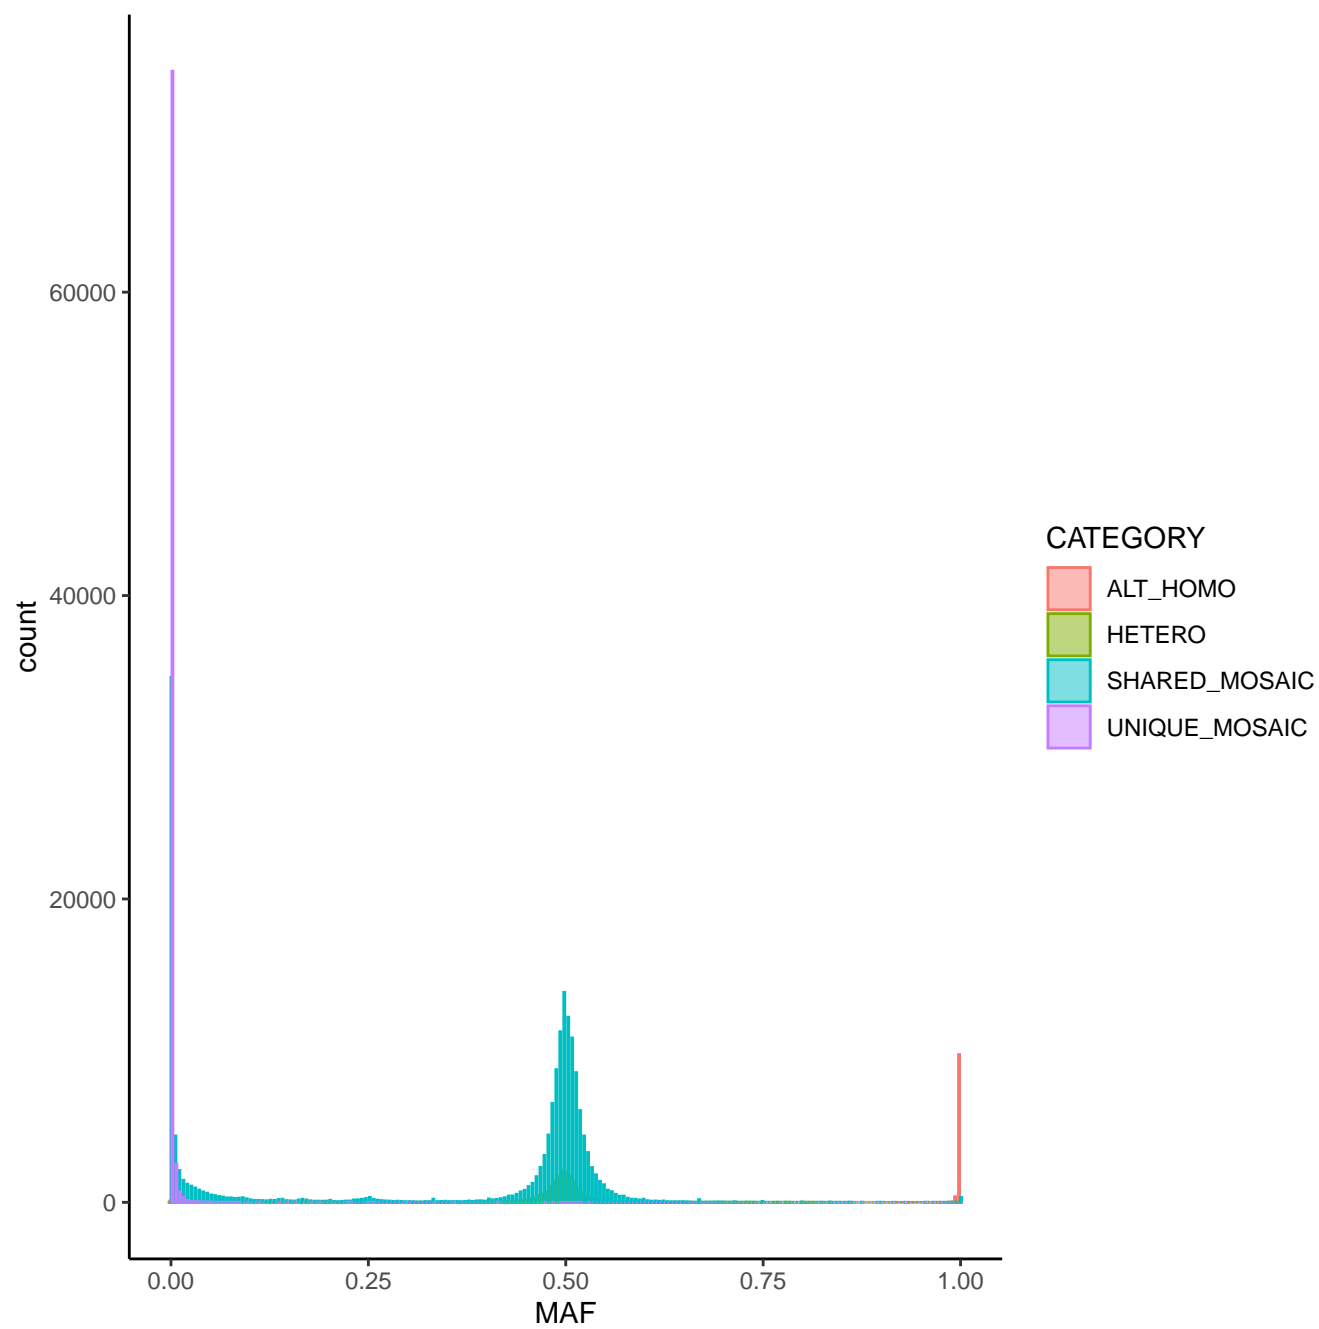 60000
40000
20000
0
count
0.00 0.25 0.50 0.75 1.00
MAF
CATEGORY
ALT_HOMO
HETERO
SHARED_MOSAIC
UNIQUE_MOSAIC